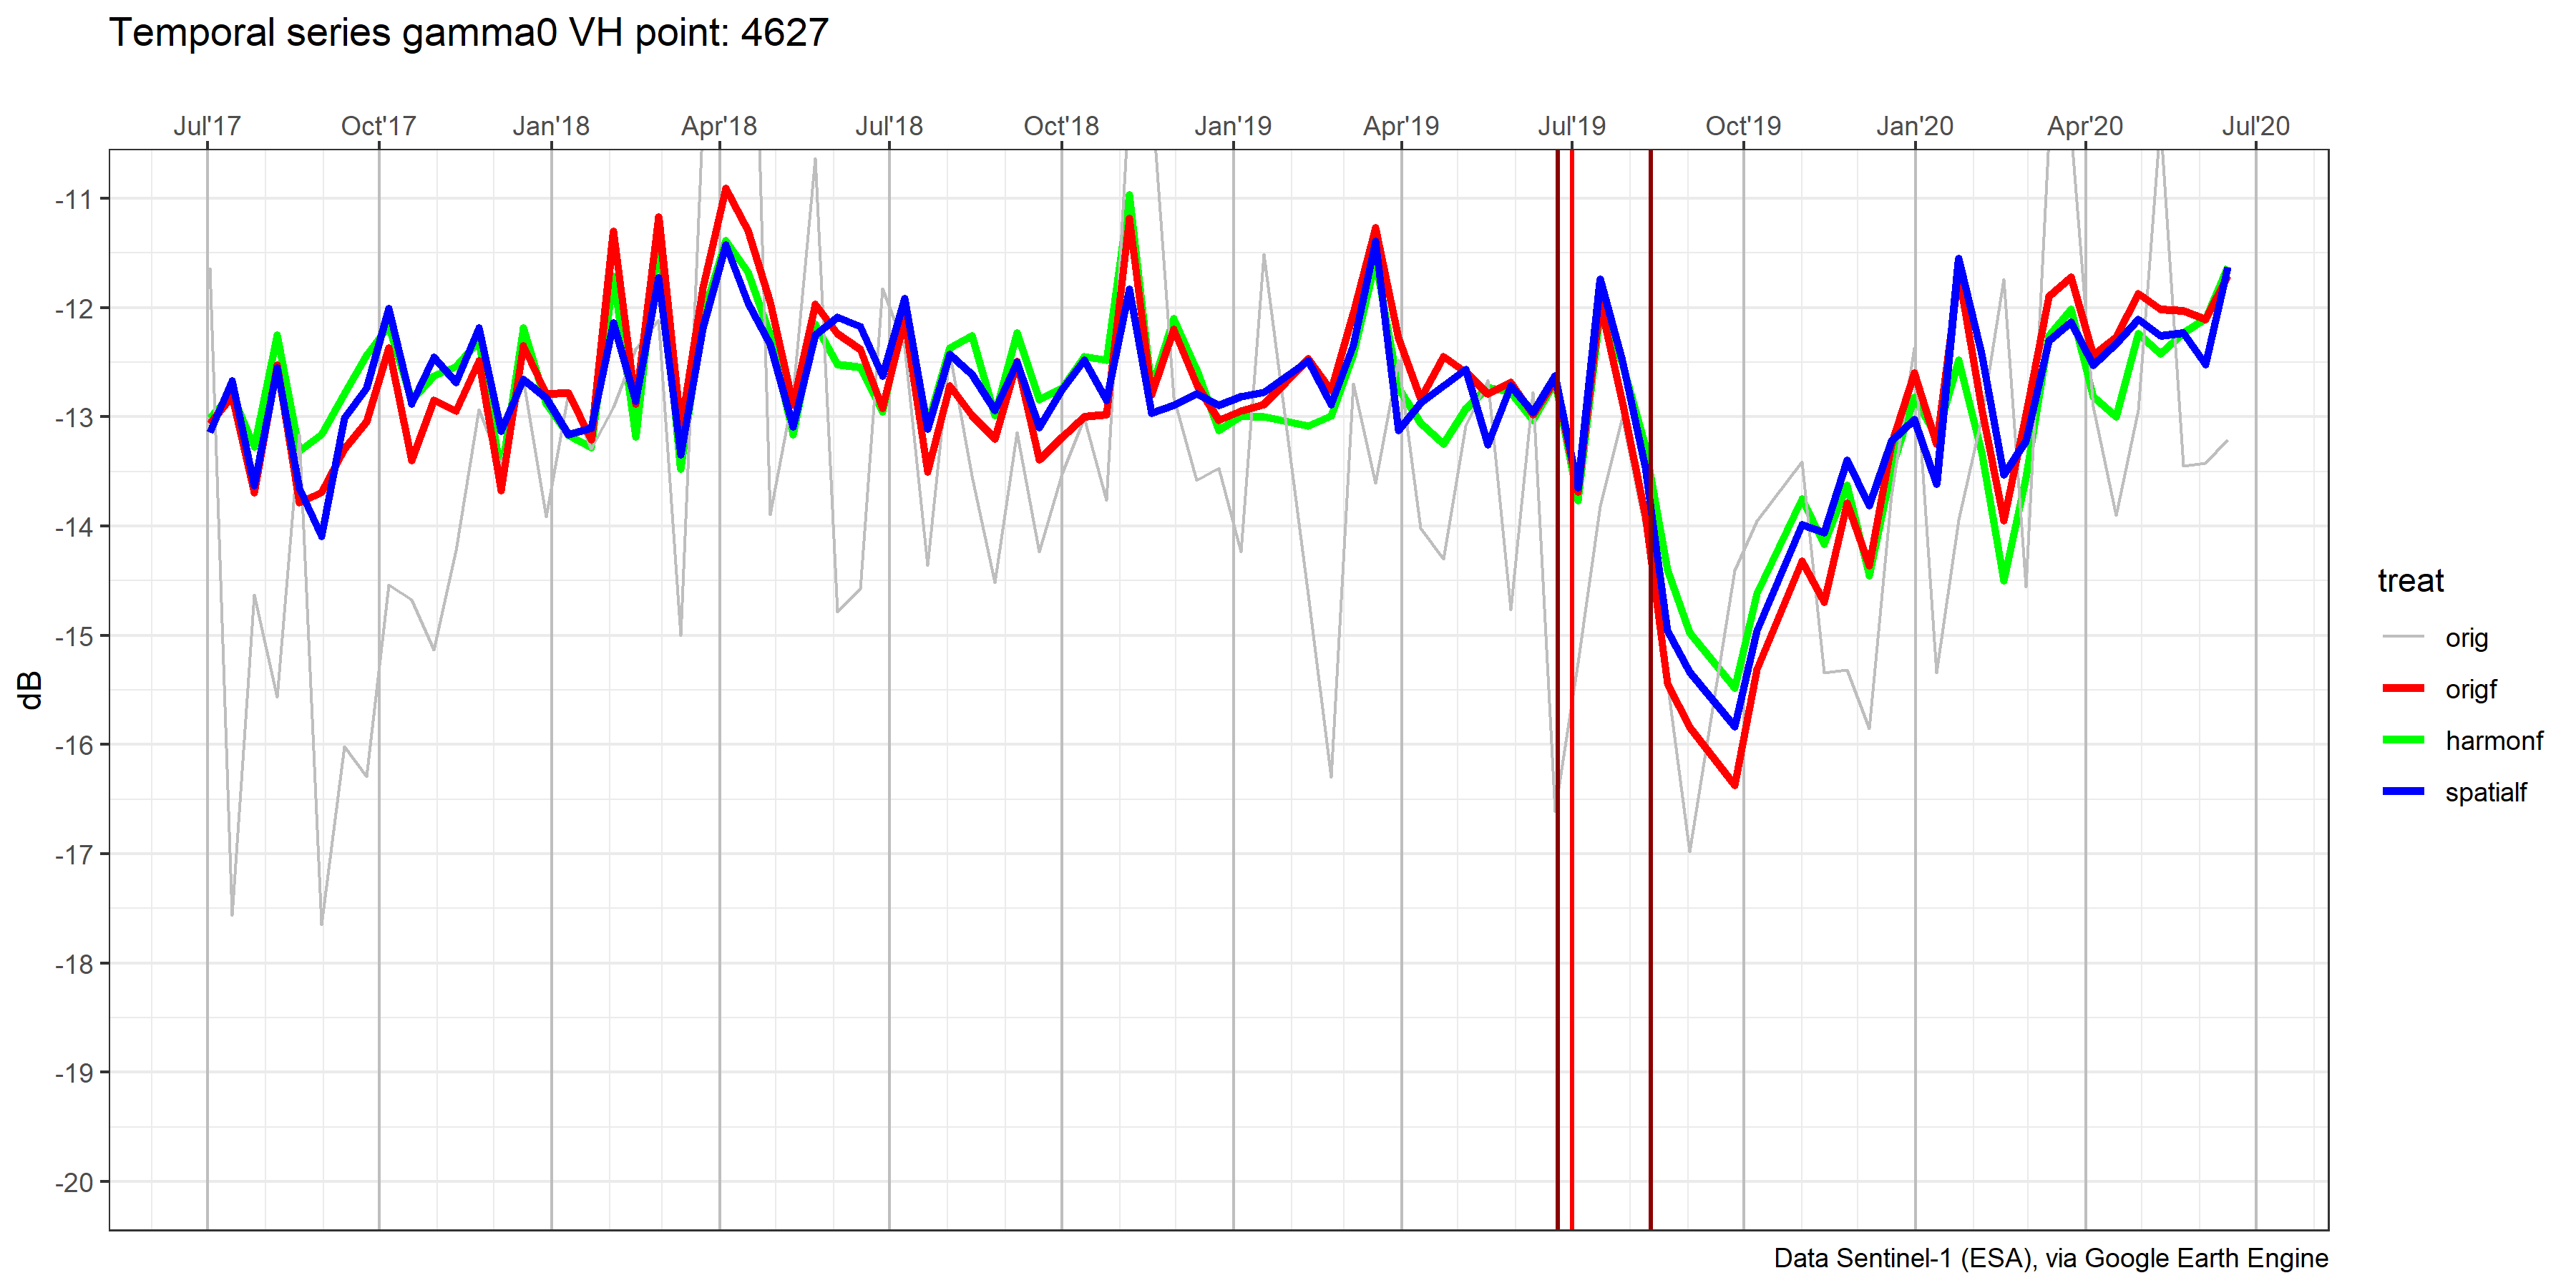 Temporal series gamma0 VH point: 4627
Jul'17 Oct'17 Jan'18 Apr'18 Jul'18 Oct'18 Jan'19 Apr'19 Jul'19 Oct'19 Jan'20 Apr'20 Jul'20
-11
-12
-13
-14
-15
-16
-17
-18
-19
-20
dB
treat
orig
origf
harmonf
spatialf
Data Sentinel-1 (ESA), via Google Earth Engine